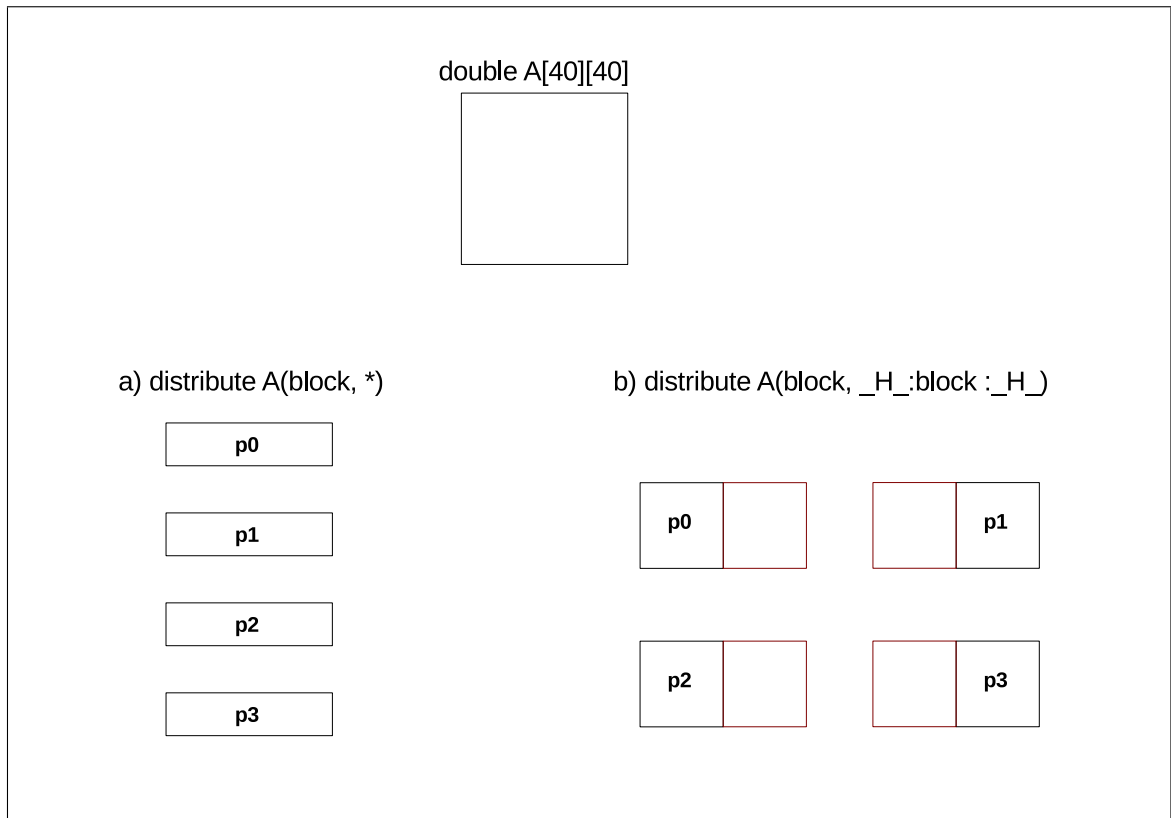 double A[40][40]
a) distribute A(block, *)
b) distribute A(block, _H_:block :_H_)
p0
p1
p2
p3
p0
p1
p2
p3